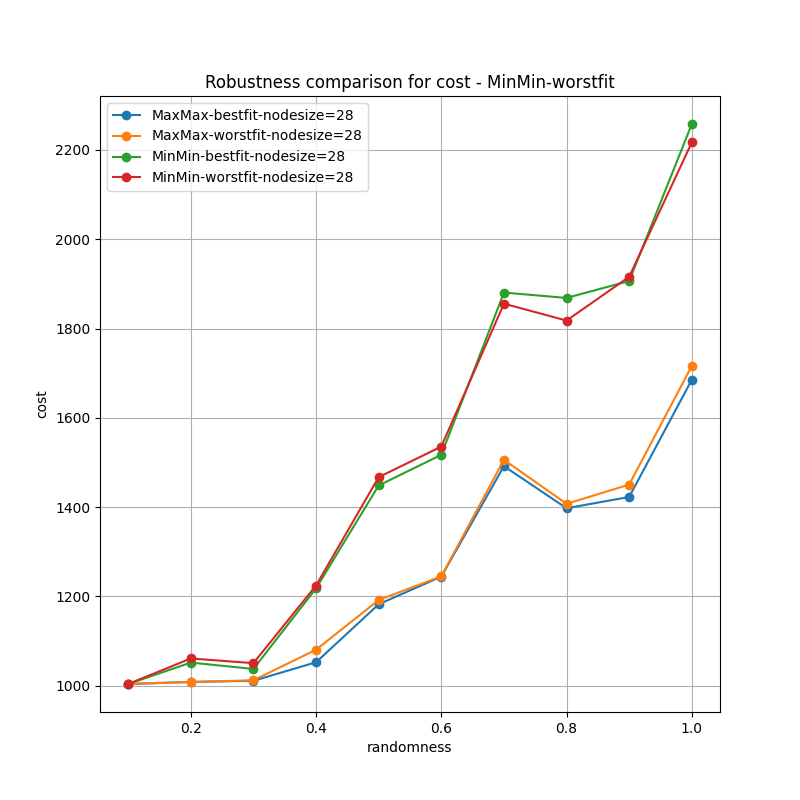 Robustness comparison for cost - MinMin-worstfit
MaxMax-bestfit-nodesize=28
MaxMax-worstfit-nodesize=28
MinMin-bestfit-nodesize=28
MinMin-worstfit-nodesize=28
2200
2000
1800
1600
1400
1200
1000
cost
0.2 0.4 0.6 0.8 1.0
randomness